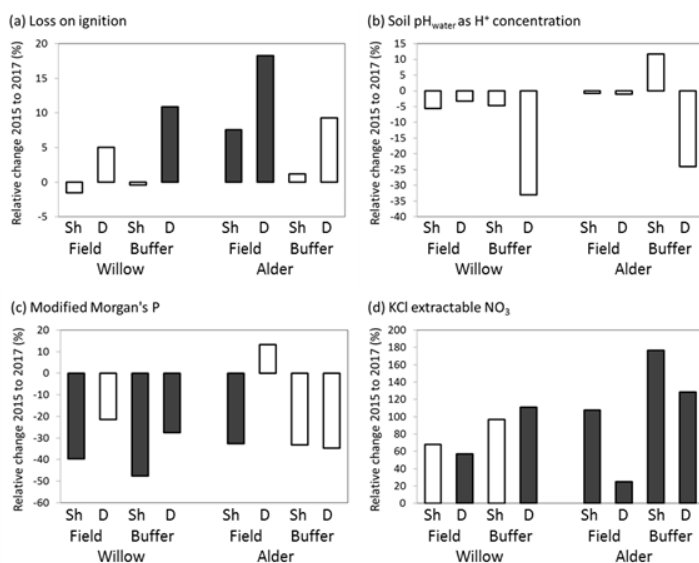 (a) Loss on ignition
Relative change 2015 to 2017 (%)
20
15
10
5
0
-5
Sh D Sh D Sh D Sh D
Field Buffer Field Buffer
Willow Alder
(b) Soil pHwater as H⁺ concentration
Relative change 2015 to 2017 (%)
15
10
5
0
-5
-10
-15
-20
-25
-30
-35
-40
Sh D Sh D Sh D Sh D
Field Buffer Field Buffer
Willow Alder
(c) Modified Morgan's P
Relative change 2015 to 2017 (%)
20
10
0
-10
-20
-30
-40
-50
-60
Sh D Sh D Sh D Sh D
Field Buffer Field Buffer
Willow Alder
(d) KCl extractable NO₃
Relative change 2015 to 2017 (%)
200
180
160
140
120
100
80
60
40
20
0
Sh D Sh D Sh D Sh D
Field Buffer Field Buffer
Willow Alder